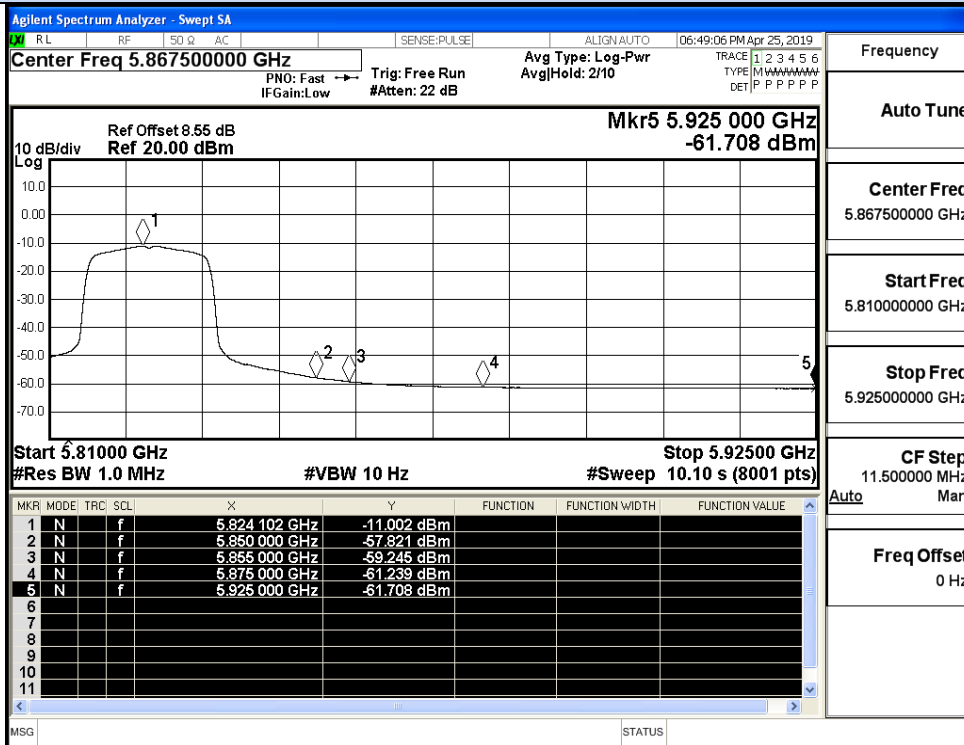 Agilent Spectrum Analyzer - Swept SA
LXI RL RF 50 Ω AC SENSE:PULSE ALIGN AUTO 06:49:06 PM Apr 25, 2019
Center Freq 5.867500000 GHz
PNO: Fast
IFGain:Low
Trig: Free Run
#Atten: 22 dB
Avg Type: Log-Pwr
Avg|Hold: 2/10
TRACE 1 2 3 4 5 6
TYPE M WWWWW
DET P P P P P P
Ref Offset 8.55 dB
10 dB/div Ref 20.00 dBm
Log
Mkr5 5.925 000 GHz
-61.708 dBm
10.0
0.00
-10.0
-20.0
-30.0
-40.0
-50.0
-60.0
-70.0
1
2
3
4
5
Start 5.81000 GHz Stop 5.92500 GHz
#Res BW 1.0 MHz #VBW 10 Hz #Sweep 10.10 s (8001 pts)
MKR MODE TRC SCL X Y FUNCTION FUNCTION WIDTH FUNCTION VALUE
1 N f 5.824 102 GHz -11.002 dBm
2 N f 5.850 000 GHz -57.821 dBm
3 N f 5.855 000 GHz -59.245 dBm
4 N f 5.875 000 GHz -61.239 dBm
5 N f 5.925 000 GHz -61.708 dBm
6
7
8
9
10
11
MSG STATUS
Frequency
Auto Tune
Center Freq
5.867500000 GHz
Start Freq
5.810000000 GHz
Stop Freq
5.925000000 GHz
CF Step
11.500000 MHz
Auto Man
Freq Offset
0 Hz